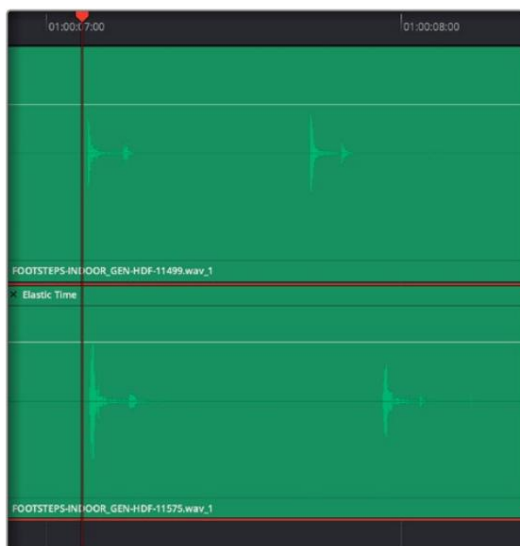 01:00:07:00
01:00:08:00
FOOTSTEPS-INDOOR_GEN-HDF-11499.wav_1
× Elastic Time
FOOTSTEPS-INDOOR_GEN-HDF-11575.wav_1